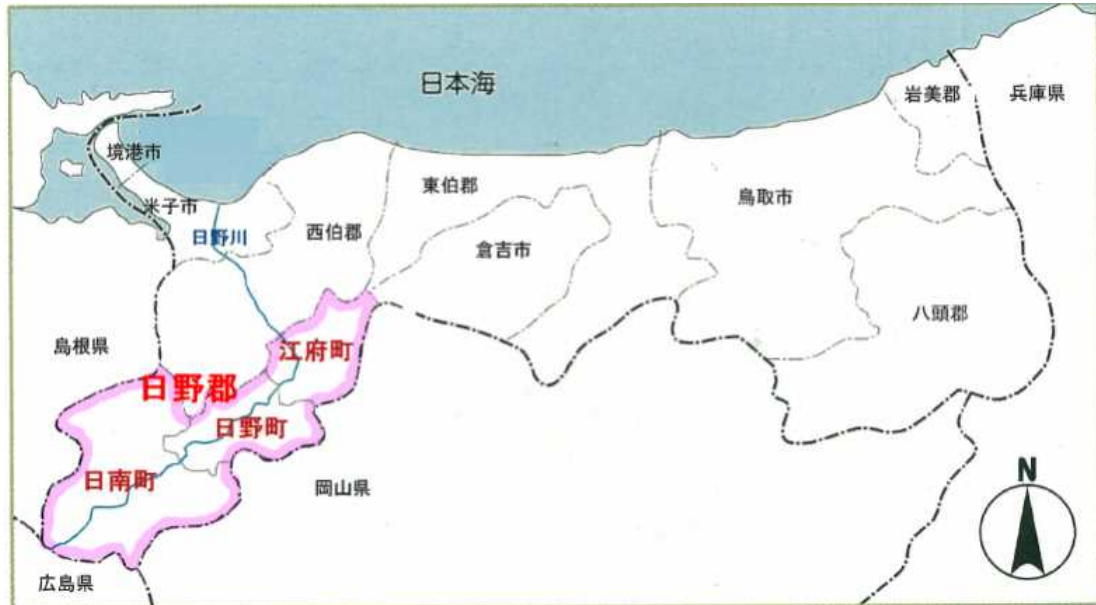 日本海
岩美郡
兵庫県
境港市
米子市
日野川
西伯郡
東伯郡
倉吉市
鳥取市
八頭郡
島根県
江府町
日野郡
日野町
日南町
岡山県
広島県
N